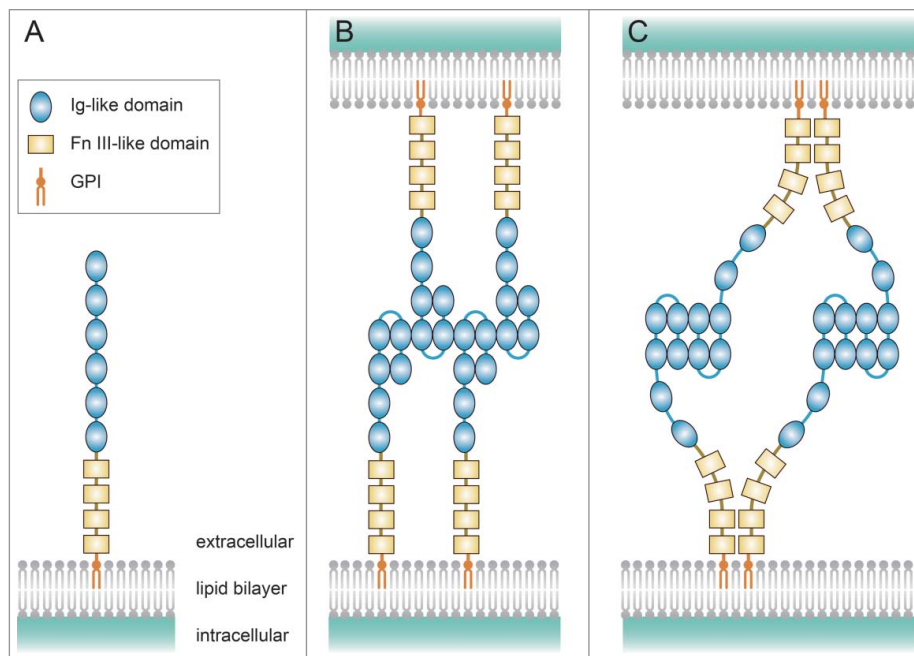 A
B
C
Ig-like domain
Fn III-like domain
GPI
extracellular
lipid bilayer
intracellular